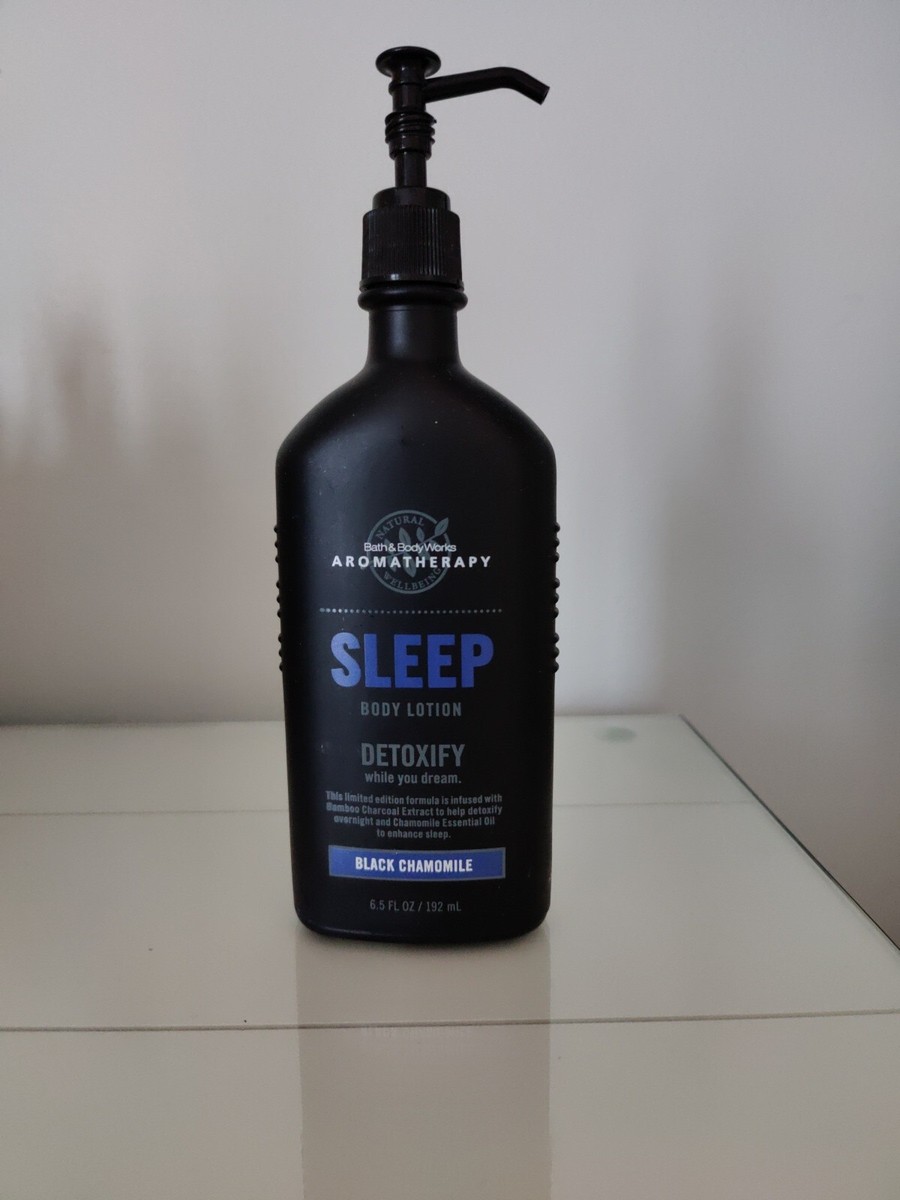 NATURAL
Bath & Body Works
AROMATHERAPY
WELLBEING
SLEEP
BODY LOTION
DETOXIFY
while you dream.
This limited edition formula is infused with
Bamboo Charcoal Extract to help detoxify
overnight and Chamomile Essential Oil
to enhance sleep.
BLACK CHAMOMILE
6.5 FL OZ / 192 mL